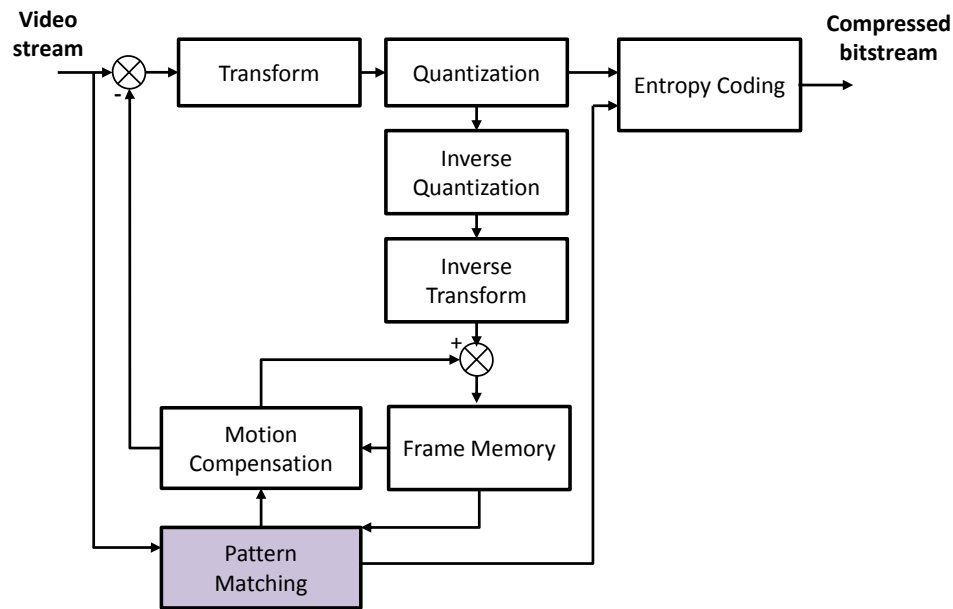 Video
stream
Compressed
bitstream
-
Transform
Quantization
Entropy Coding
Inverse
Quantization
Inverse
Transform
+
Motion
Compensation
Frame Memory
Pattern
Matching